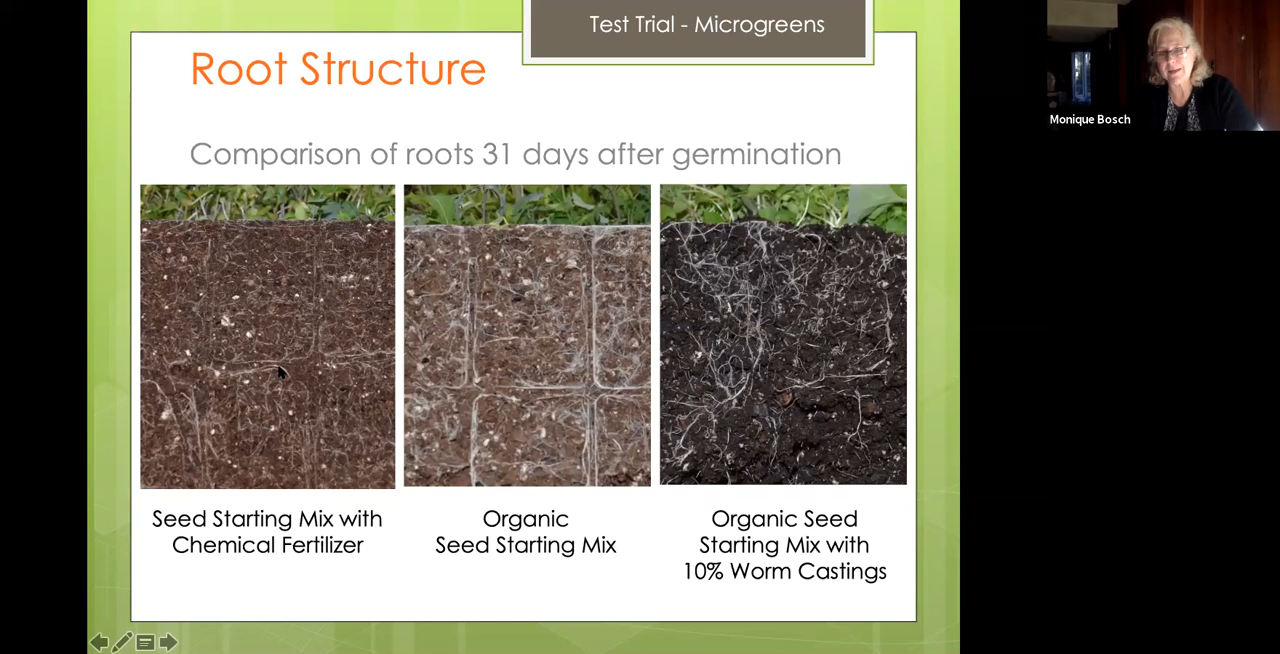 Test Trial - Microgreens
Root Structure
Comparison of roots 31 days after germination
Seed Starting Mix with
Chemical Fertilizer
Organic
Seed Starting Mix
Organic Seed
Starting Mix with
10% Worm Castings
Monique Bosch